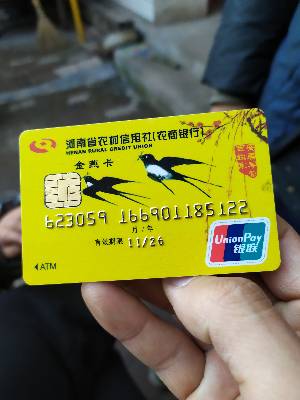 河南省农村信用社(农商银行)
HENAN RURAL CREDIT UNION
金燕卡
623059 166901185122
月/年
有效期限 11/26
ATM
UnionPay
银联